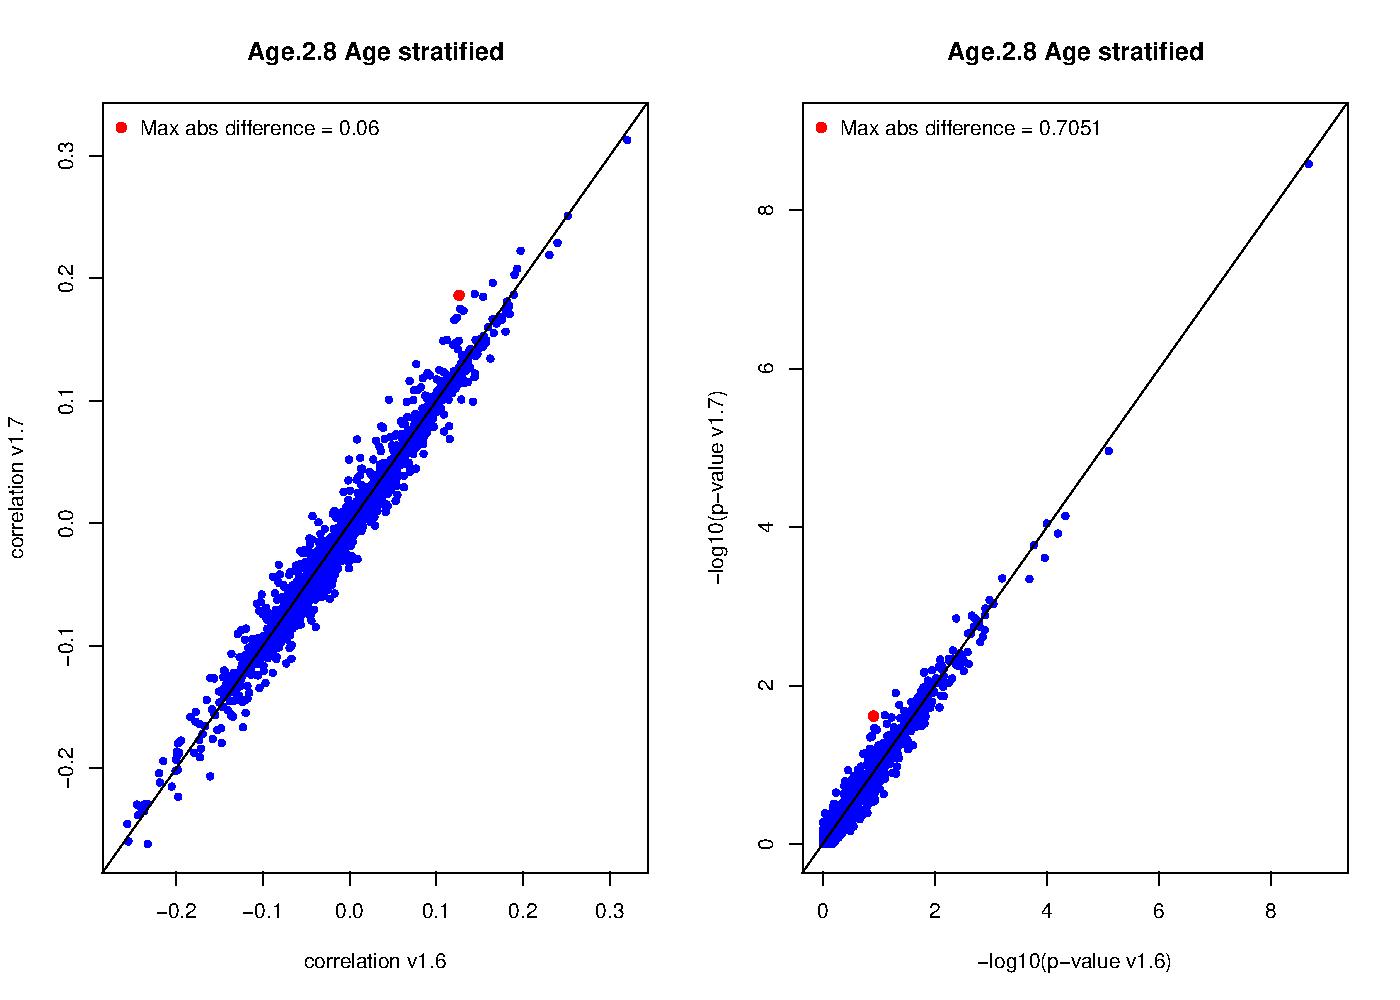 Age.2.8 Age stratified
Max abs difference = 0.06
correlation v1.7
0.3
0.2
0.1
0.0
−0.1
−0.2
−0.2 −0.1 0.0 0.1 0.2 0.3
correlation v1.6
Age.2.8 Age stratified
Max abs difference = 0.7051
−log10(p−value v1.7)
8
6
4
2
0
0 2 4 6 8
−log10(p−value v1.6)